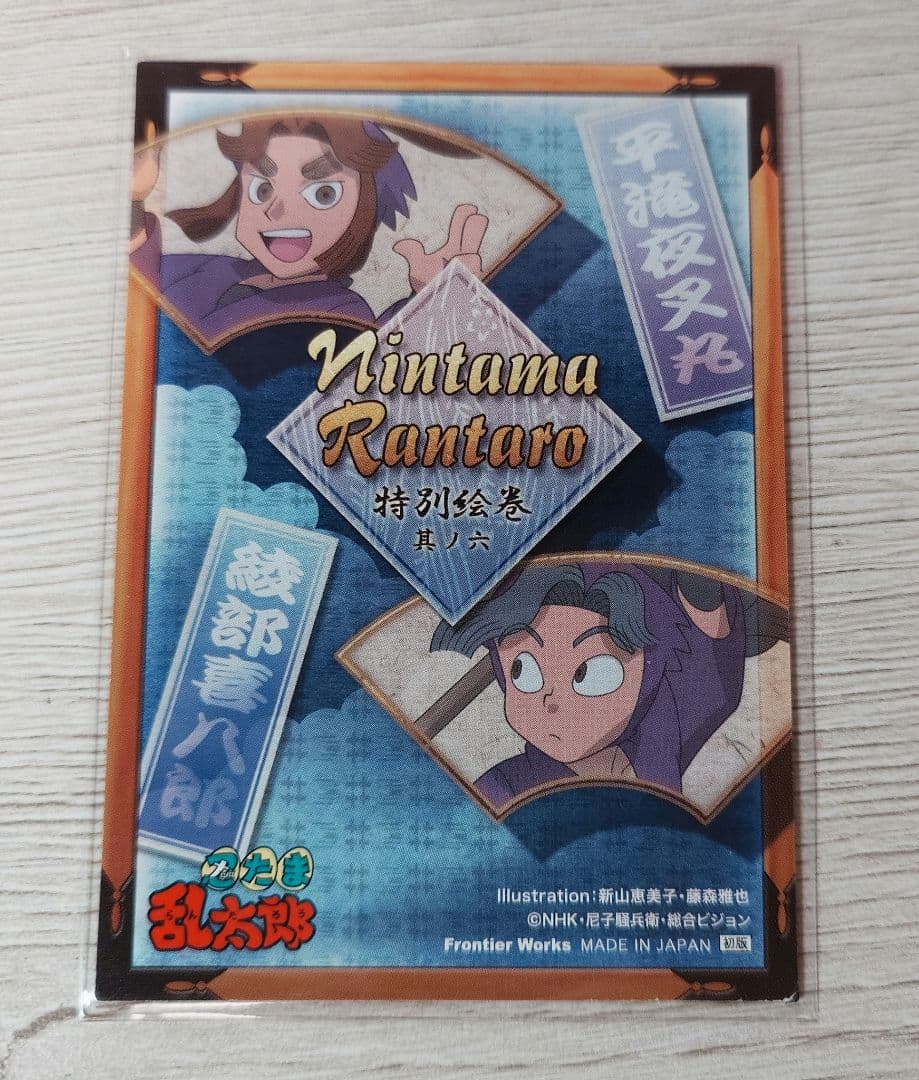 平滝夜叉丸
Nintama
Rantaro
特別絵巻
其ノ六
綾部喜八郎
忍たま
乱太郎
Illustration:新山恵美子・藤森雅也
©NHK・尼子騒兵衛・総合ビジョン
Frontier Works MADE IN JAPAN 初版